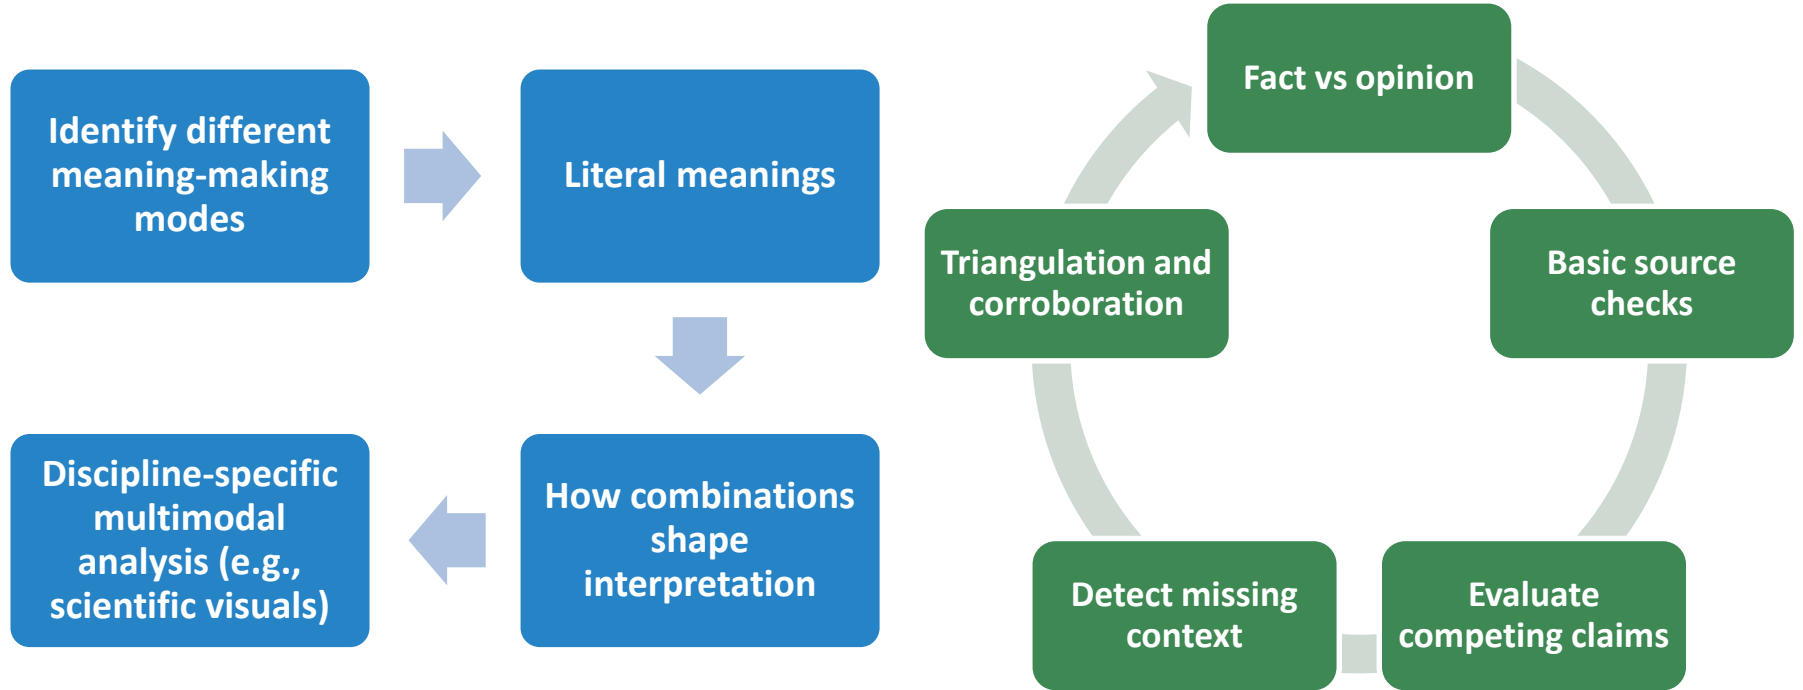 Identify different
meaning-making
modes
Literal meanings
How combinations
shape
interpretation
Discipline-specific
multimodal
analysis (e.g.,
scientific visuals)
Fact vs opinion
Basic source
checks
Evaluate
competing claims
Detect missing
context
Triangulation and
corroboration